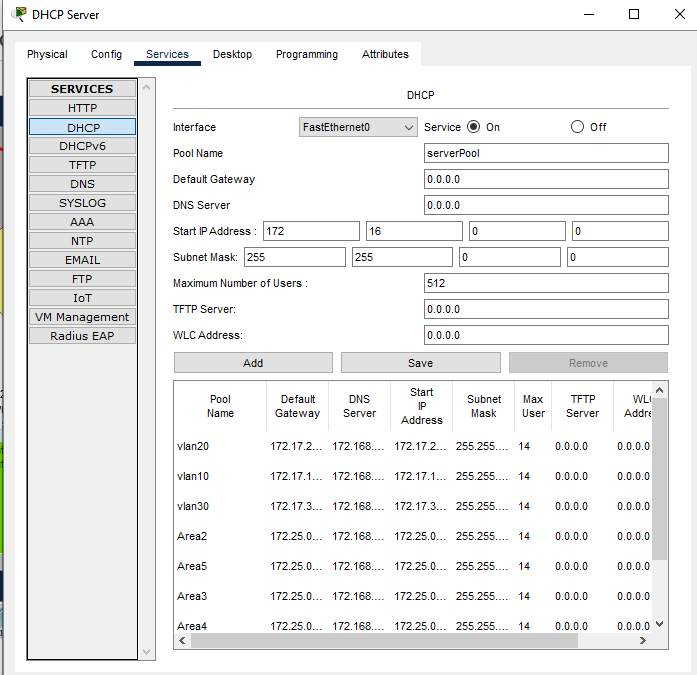 DHCP Server
Physical Config Services Desktop Programming Attributes
SERVICES
HTTP
DHCP
DHCPv6
TFTP
DNS
SYSLOG
AAA
NTP
EMAIL
FTP
IoT
VM Management
Radius EAP
DHCP
Interface FastEthernet0 Service On Off
Pool Name serverPool
Default Gateway 0.0.0.0
DNS Server 0.0.0.0
Start IP Address : 172 16 0 0
Subnet Mask: 255 255 0 0
Maximum Number of Users : 512
TFTP Server: 0.0.0.0
WLC Address: 0.0.0.0
Add Save Remove
Pool Name Default Gateway DNS Server Start IP Address Subnet Mask Max User TFTP Server WLC Addre
vlan20 172.17.2... 172.168.... 172.17.2... 255.255.... 14 0.0.0.0 0.0.0.0
vlan10 172.17.1... 172.168.... 172.17.1... 255.255.... 14 0.0.0.0 0.0.0.0
vlan30 172.17.3... 172.168.... 172.17.3... 255.255.... 14 0.0.0.0 0.0.0.0
Area2 172.25.0... 172.168.... 172.25.0... 255.255.... 14 0.0.0.0 0.0.0.0
Area5 172.25.0... 172.168.... 172.25.0... 255.255.... 14 0.0.0.0 0.0.0.0
Area3 172.25.0... 172.168.... 172.25.0... 255.255.... 14 0.0.0.0 0.0.0.0
Area4 172.25.0... 172.168.... 172.25.0... 255.255.... 14 0.0.0.0 0.0.0.0